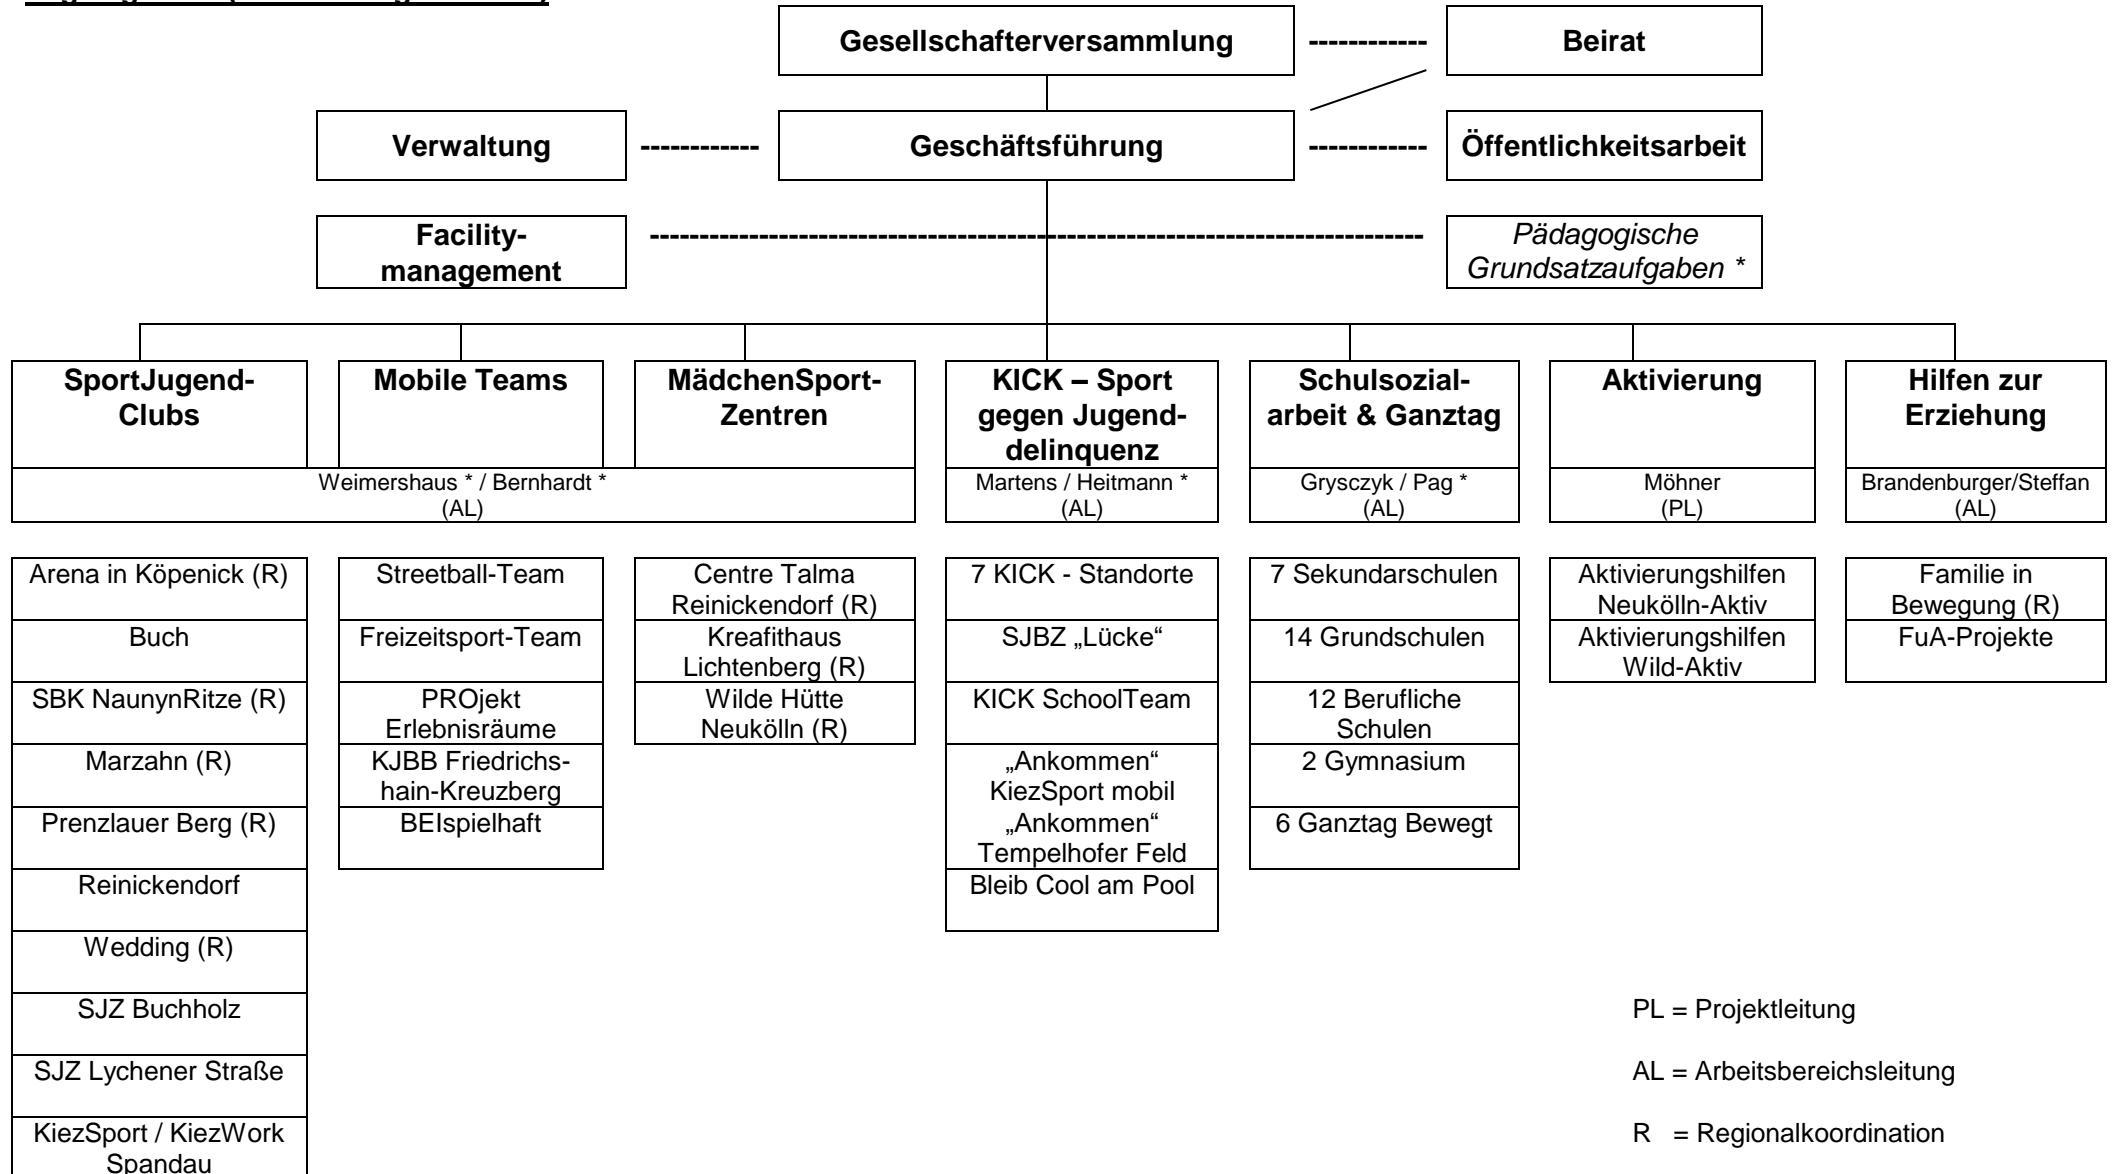 Gesellschafterversammlung ------------ Beirat
Verwaltung ------------ Geschäftsführung ------------ Öffentlichkeitsarbeit
Facility-
management
Pädagogische
Grundsatzaufgaben *
SportJugend-
Clubs
Mobile Teams
MädchenSport-
Zentren
KICK – Sport
gegen Jugend-
delinquenz
Schulsozial-
arbeit & Ganztag
Aktivierung
Hilfen zur
Erziehung
Weimershaus * / Bernhardt *
(AL)
Martens / Heitmann *
(AL)
Grysczyk / Pag *
(AL)
Möhner
(PL)
Brandenburger/Steffan
(AL)
Arena in Köpenick (R)
Buch
SBK NaunynRitze (R)
Marzahn (R)
Prenzlauer Berg (R)
Reinickendorf
Wedding (R)
SJZ Buchholz
SJZ Lychener Straße
KiezSport / KiezWork
Spandau
Streetball-Team
Freizeitsport-Team
PROjekt
Erlebnisräume
KJBB Friedrichs-
hain-Kreuzberg
BEIspielhaft
Centre Talma
Reinickendorf (R)
Kreafithaus
Lichtenberg (R)
Wilde Hütte
Neukölln (R)
7 KICK - Standorte
SJBZ „Lücke“
KICK SchoolTeam
„Ankommen“
KiezSport mobil
„Ankommen“
Tempelhofer Feld
Bleib Cool am Pool
7 Sekundarschulen
14 Grundschulen
12 Berufliche
Schulen
2 Gymnasium
6 Ganztag Bewegt
Aktivierungshilfen
Neukölln-Aktiv
Aktivierungshilfen
Wild-Aktiv
Familie in
Bewegung (R)
FuA-Projekte
PL = Projektleitung
AL = Arbeitsbereichsleitung
R = Regionalkoordination